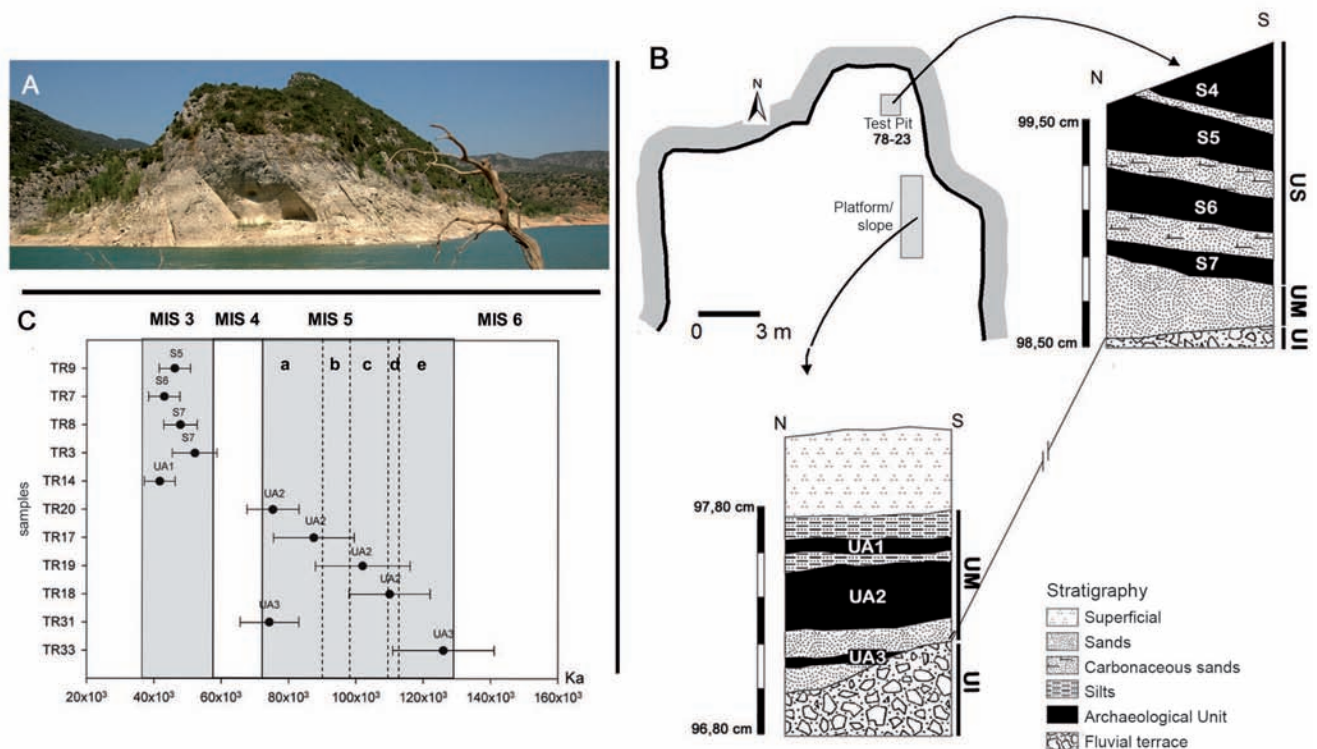 A
B
N
Test Pit
78-23
Platform/
slope
0 3 m
S
N
S4
99,50 cm
S5
S6
S7
98,50 cm
US
UM
UI
C
MIS 3 MIS 4 MIS 5 MIS 6
a b c d e
samples
TR9 S5
TR7 S6
TR8 S7
TR3 S7
TR14 UA1
TR20 UA2
TR17 UA2
TR19 UA2
TR18 UA2
TR31 UA3
TR33 UA3
Ka
20x10³ 40x10³ 60x10³ 80x10³ 100x10³ 120x10³ 140x10³ 160x10³
N S
97,80 cm
UA1
UA2
UA3
96,80 cm
UM
UI
Stratigraphy
Superficial
Sands
Carbonaceous sands
Silts
Archaeological Unit
Fluvial terrace